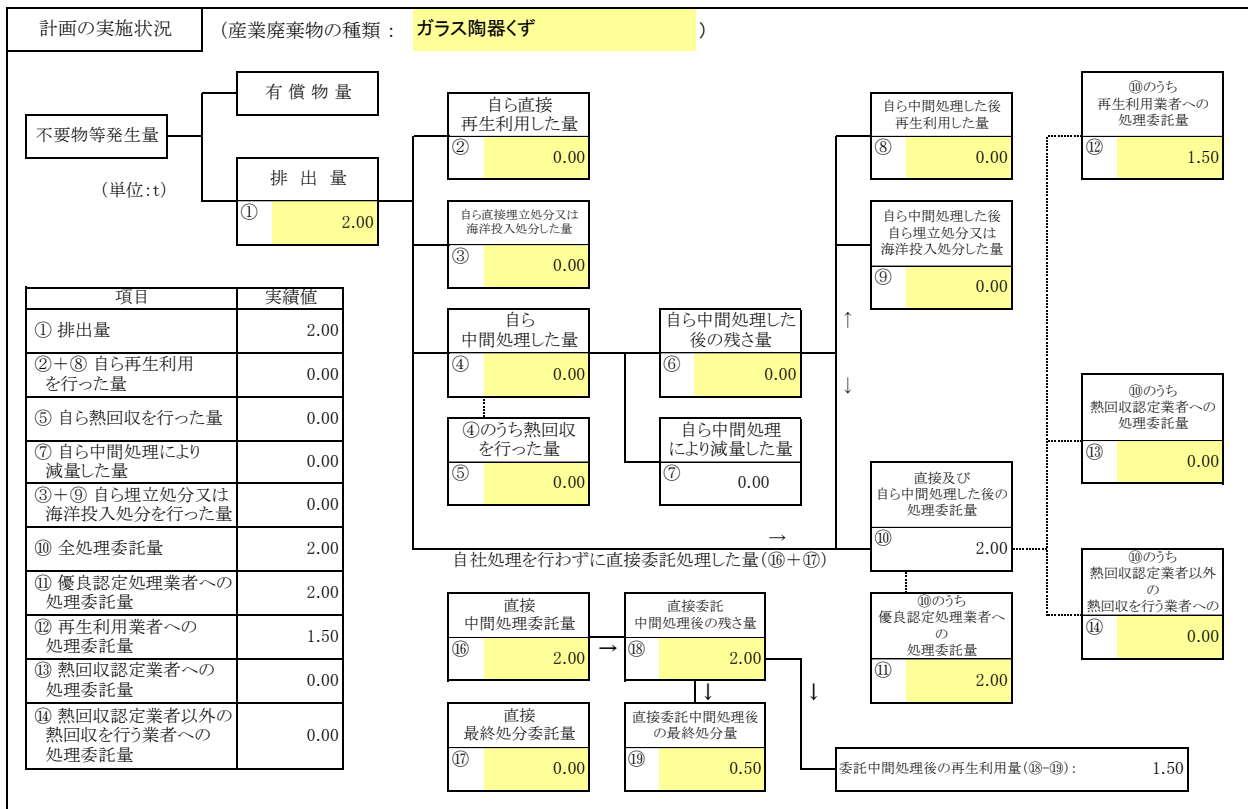 計画の実施状況
(産業廃棄物の種類: ガラス陶器くず )
不要物等発生量
(単位:t)
有償物量
排出量
① 2.00
自ら直接
再生利用した量
② 0.00
自ら直接埋立処分又は
海洋投入処分した量
③ 0.00
自ら
中間処理した量
④ 0.00
④のうち熱回収
を行った量
⑤ 0.00
自ら中間処理した
後の残さ量
⑥ 0.00
自ら中間処理
により減量した量
⑦ 0.00
自ら中間処理した後
再生利用した量
⑧ 0.00
自ら中間処理した後
自ら埋立処分又は
海洋投入処分した量
⑨ 0.00
↑
↓
直接及び
自ら中間処理した後の
処理委託量
⑩ 2.00
⑩のうち
優良認定処理業者へ
の
処理委託量
⑪ 2.00
⑩のうち
再生利用業者への
処理委託量
⑫ 1.50
⑩のうち
熱回収認定業者への
処理委託量
⑬ 0.00
⑩のうち
熱回収認定業者以外
の
熱回収を行う業者への
⑭ 0.00
→
自社処理を行わずに直接委託処理した量(⑯+⑰)
直接
中間処理委託量
⑯ 2.00
→
直接委託
中間処理後の残さ量
⑱ 2.00
↓
↓
直接
最終処分委託量
⑰ 0.00
直接委託中間処理後
の最終処分量
⑲ 0.50
委託中間処理後の再生利用量(⑱-⑲): 1.50
項目 実績値
① 排出量 2.00
②+⑧ 自ら再生利用
を行った量 0.00
⑤ 自ら熱回収を行った量 0.00
⑦ 自ら中間処理により
減量した量 0.00
③+⑨ 自ら埋立処分又は
海洋投入処分を行った量 0.00
⑩ 全処理委託量 2.00
⑪ 優良認定処理業者への
処理委託量 2.00
⑫ 再生利用業者への
処理委託量 1.50
⑬ 熱回収認定業者への
処理委託量 0.00
⑭ 熱回収認定業者以外の
熱回収を行う業者への
処理委託量 0.00